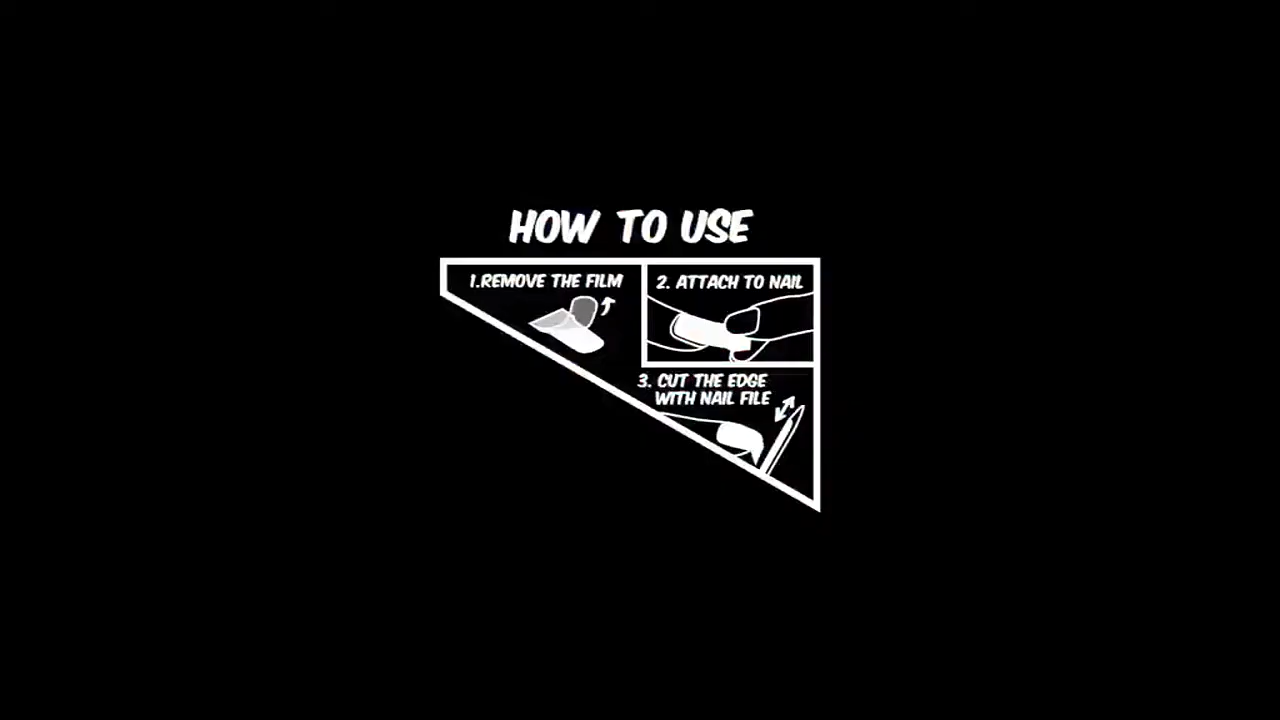 HOW TO USE
1.REMOVE THE FILM
2. ATTACH TO NAIL
3. CUT THE EDGE
WITH NAIL FILE